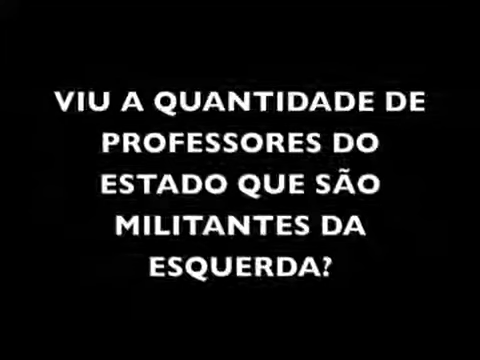 VIU A QUANTIDADE DE
PROFESSORES DO
ESTADO QUE SÃO
MILITANTES DA
ESQUERDA?